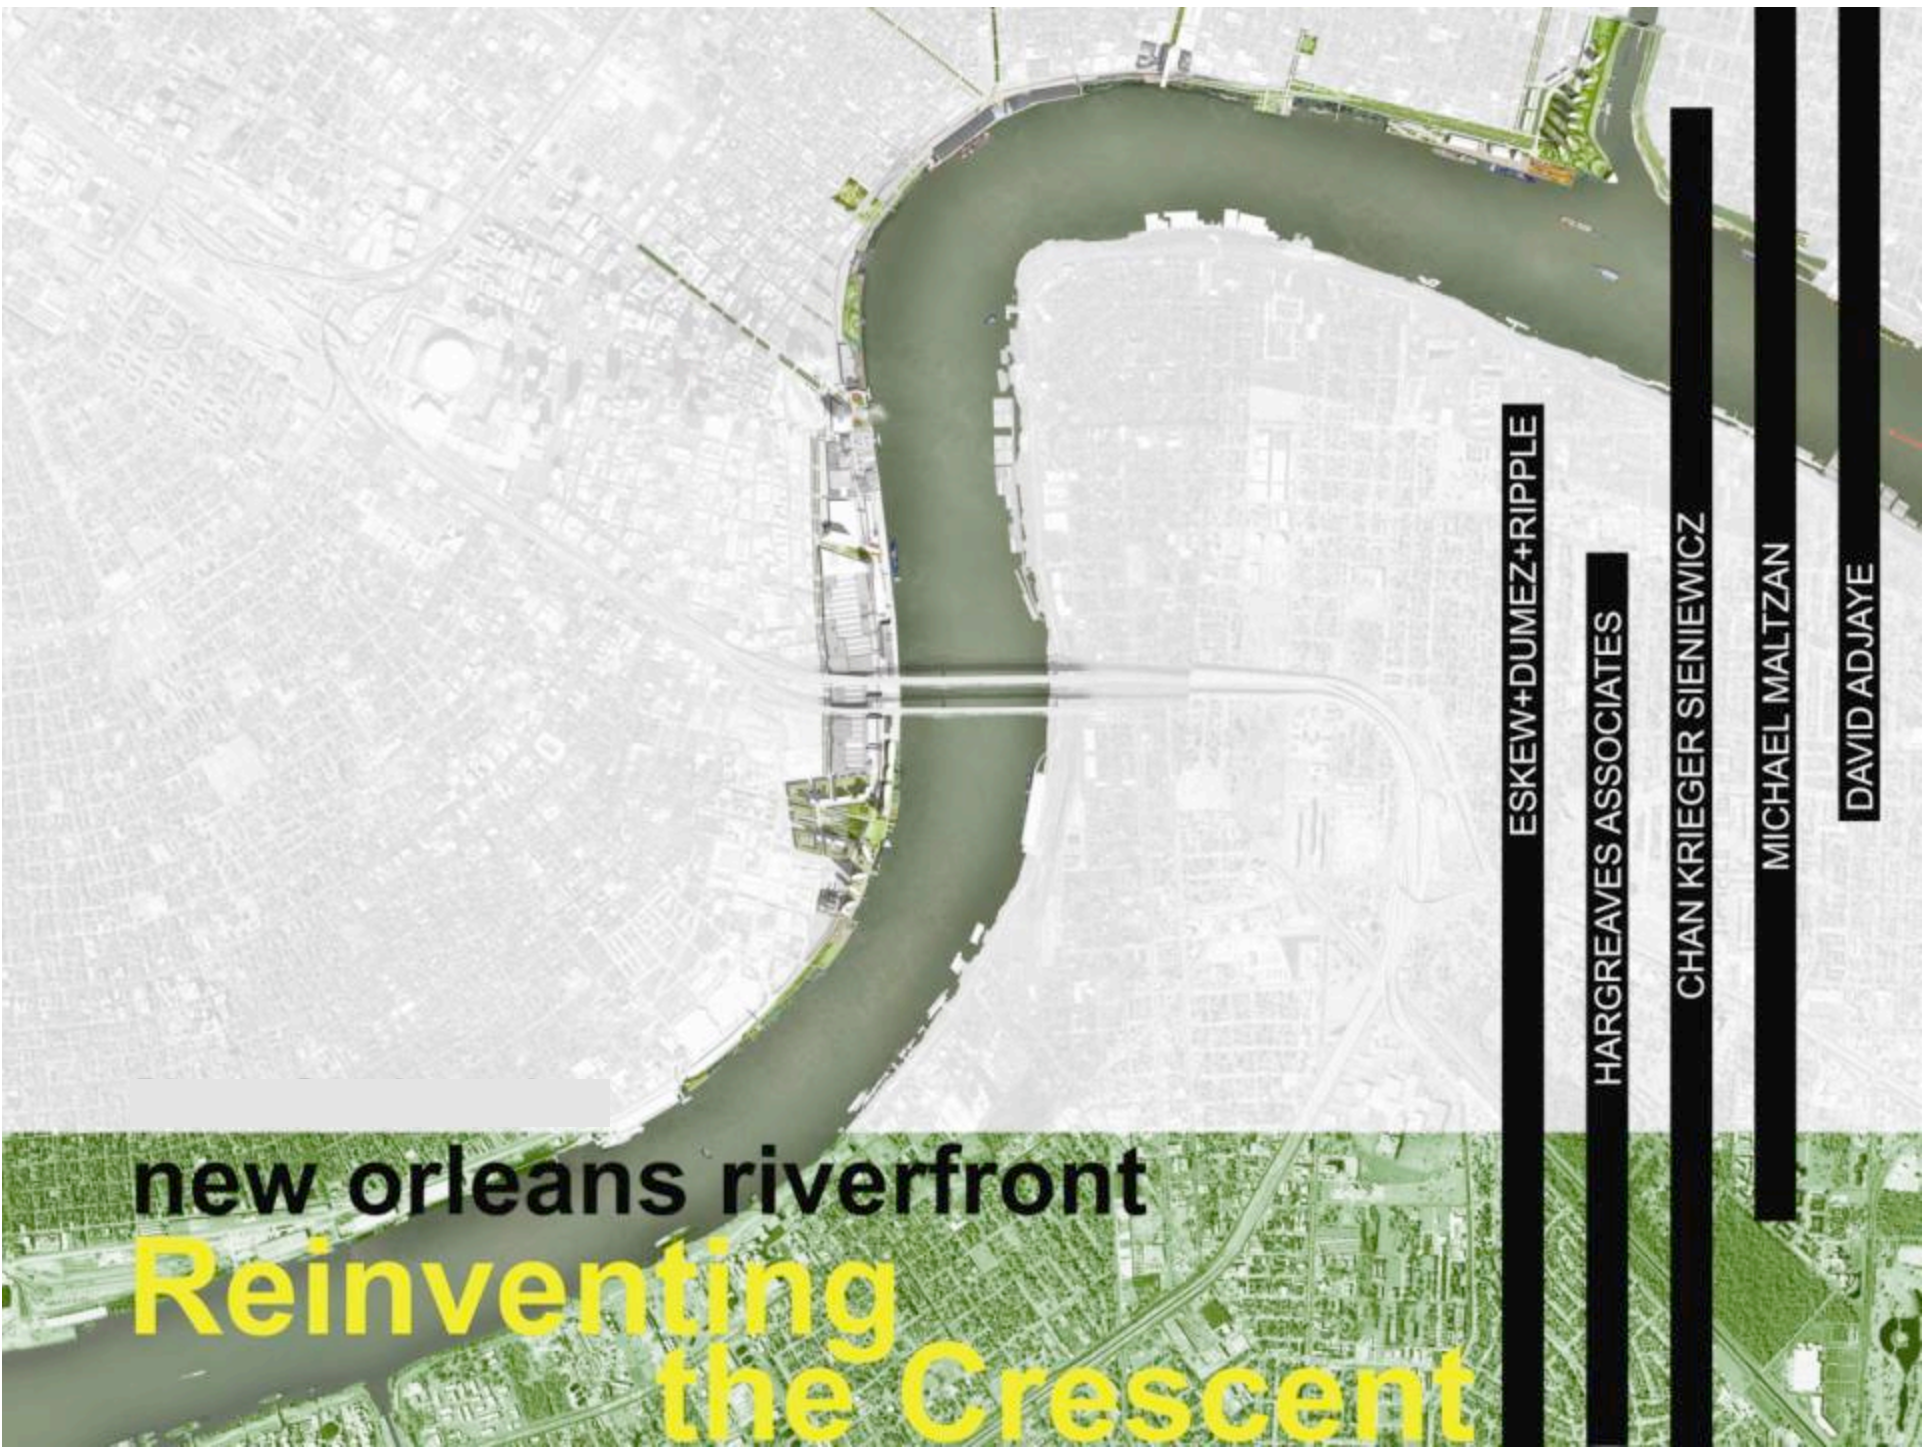 ESKEW+DUMEZ+RIPPLE
HARGREAVES ASSOCIATES
CHAN KRIEGER SIENIEWICZ
MICHAEL MALTZAN
DAVID ADJAYE
new orleans riverfront
Reinventing
the Crescent